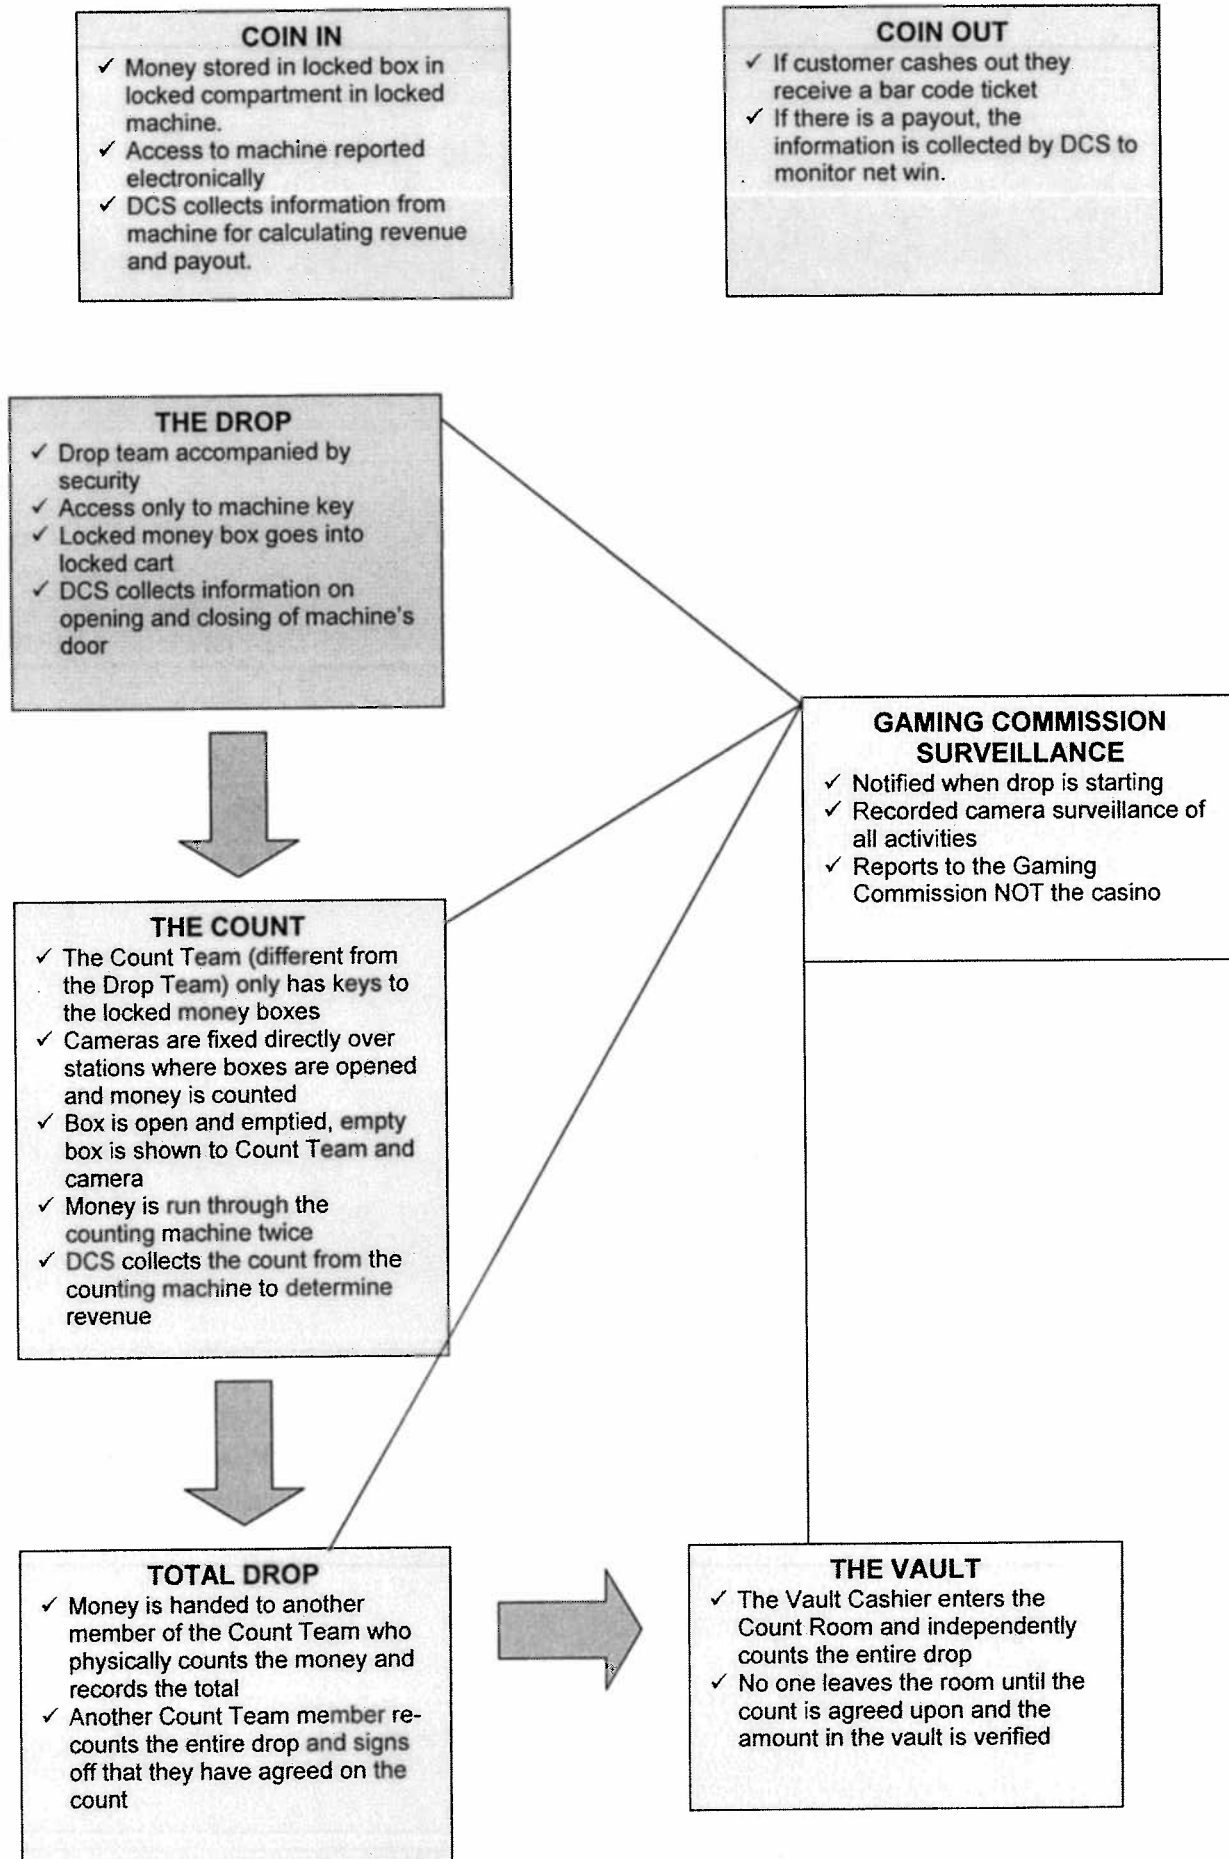 COIN IN
✓ Money stored in locked box in
locked compartment in locked
machine.
✓ Access to machine reported
electronically
✓ DCS collects information from
machine for calculating revenue
and payout.
COIN OUT
✓ If customer cashes out they
receive a bar code ticket
✓ If there is a payout, the
information is collected by DCS to
monitor net win.
THE DROP
✓ Drop team accompanied by
security
✓ Access only to machine key
✓ Locked money box goes into
locked cart
✓ DCS collects information on
opening and closing of machine's
door
GAMING COMMISSION
SURVEILLANCE
✓ Notified when drop is starting
✓ Recorded camera surveillance of
all activities
✓ Reports to the Gaming
Commission NOT the casino
THE COUNT
✓ The Count Team (different from
the Drop Team) only has keys to
the locked money boxes
✓ Cameras are fixed directly over
stations where boxes are opened
and money is counted
✓ Box is open and emptied, empty
box is shown to Count Team and
camera
✓ Money is run through the
counting machine twice
✓ DCS collects the count from the
counting machine to determine
revenue
TOTAL DROP
✓ Money is handed to another
member of the Count Team who
physically counts the money and
records the total
✓ Another Count Team member re-
counts the entire drop and signs
off that they have agreed on the
count
THE VAULT
✓ The Vault Cashier enters the
Count Room and independently
counts the entire drop
✓ No one leaves the room until the
count is agreed upon and the
amount in the vault is verified